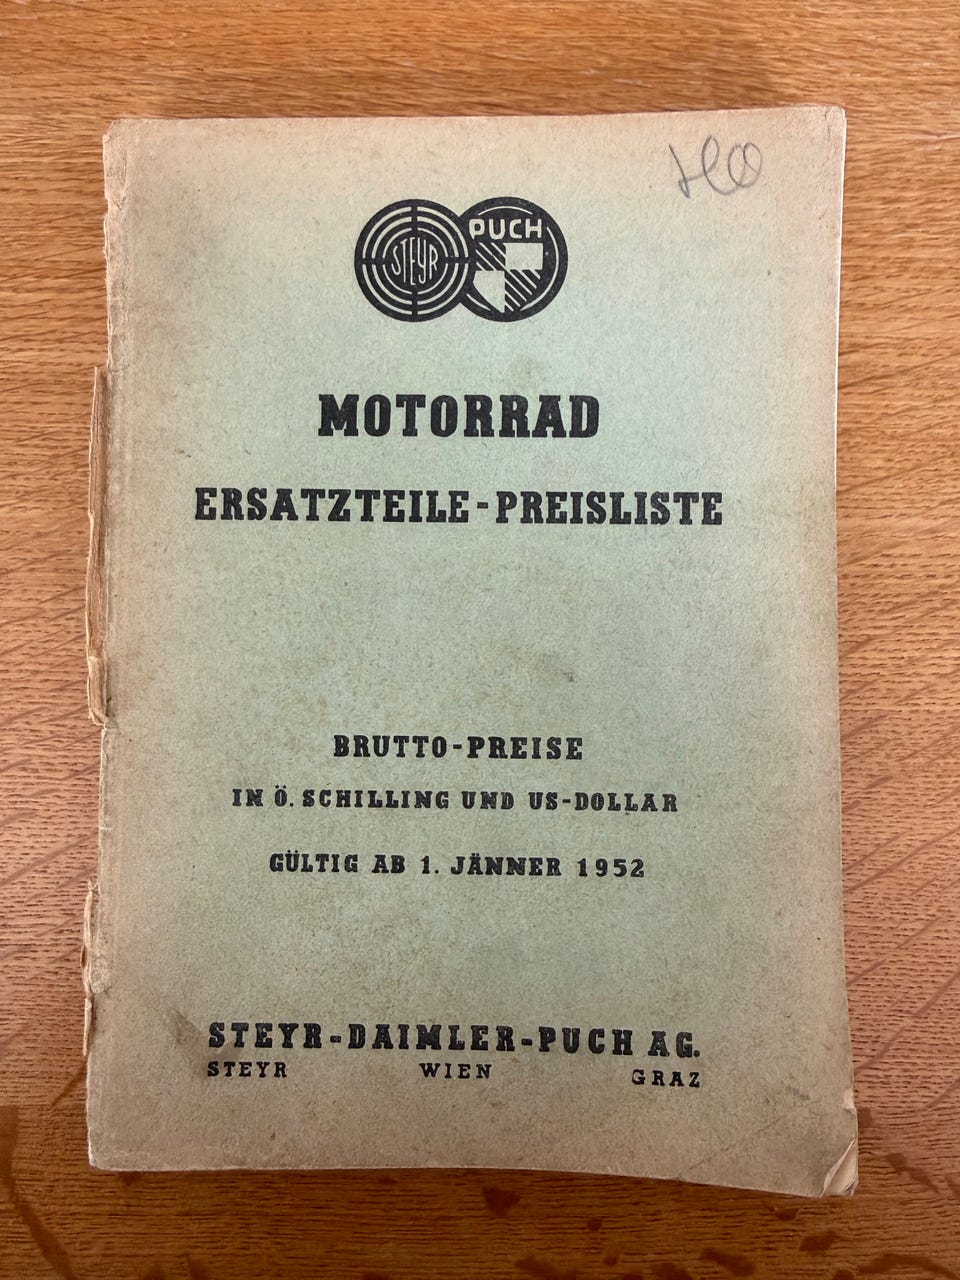 STEYR PUCH
MOTORRAD
ERSATZTEILE-PREISLISTE
BRUTTO-PREISE
IN Ö. SCHILLING UND US-DOLLAR
GÜLTIG AB 1. JÄNNER 1952
STEYR-DAIMLER-PUCH AG.
STEYR WIEN GRAZ